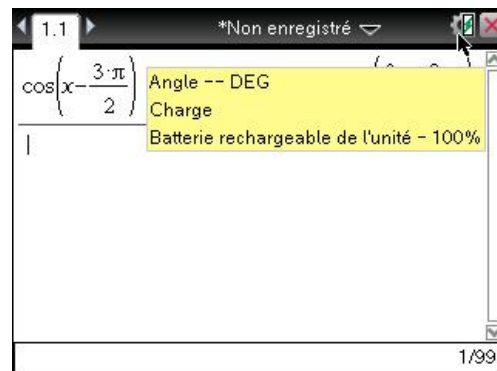 1.1 *Non enregistré
cos(x-3·π/2)
Angle -- DEG
Charge
Batterie rechargeable de l'unité - 100%
1/99